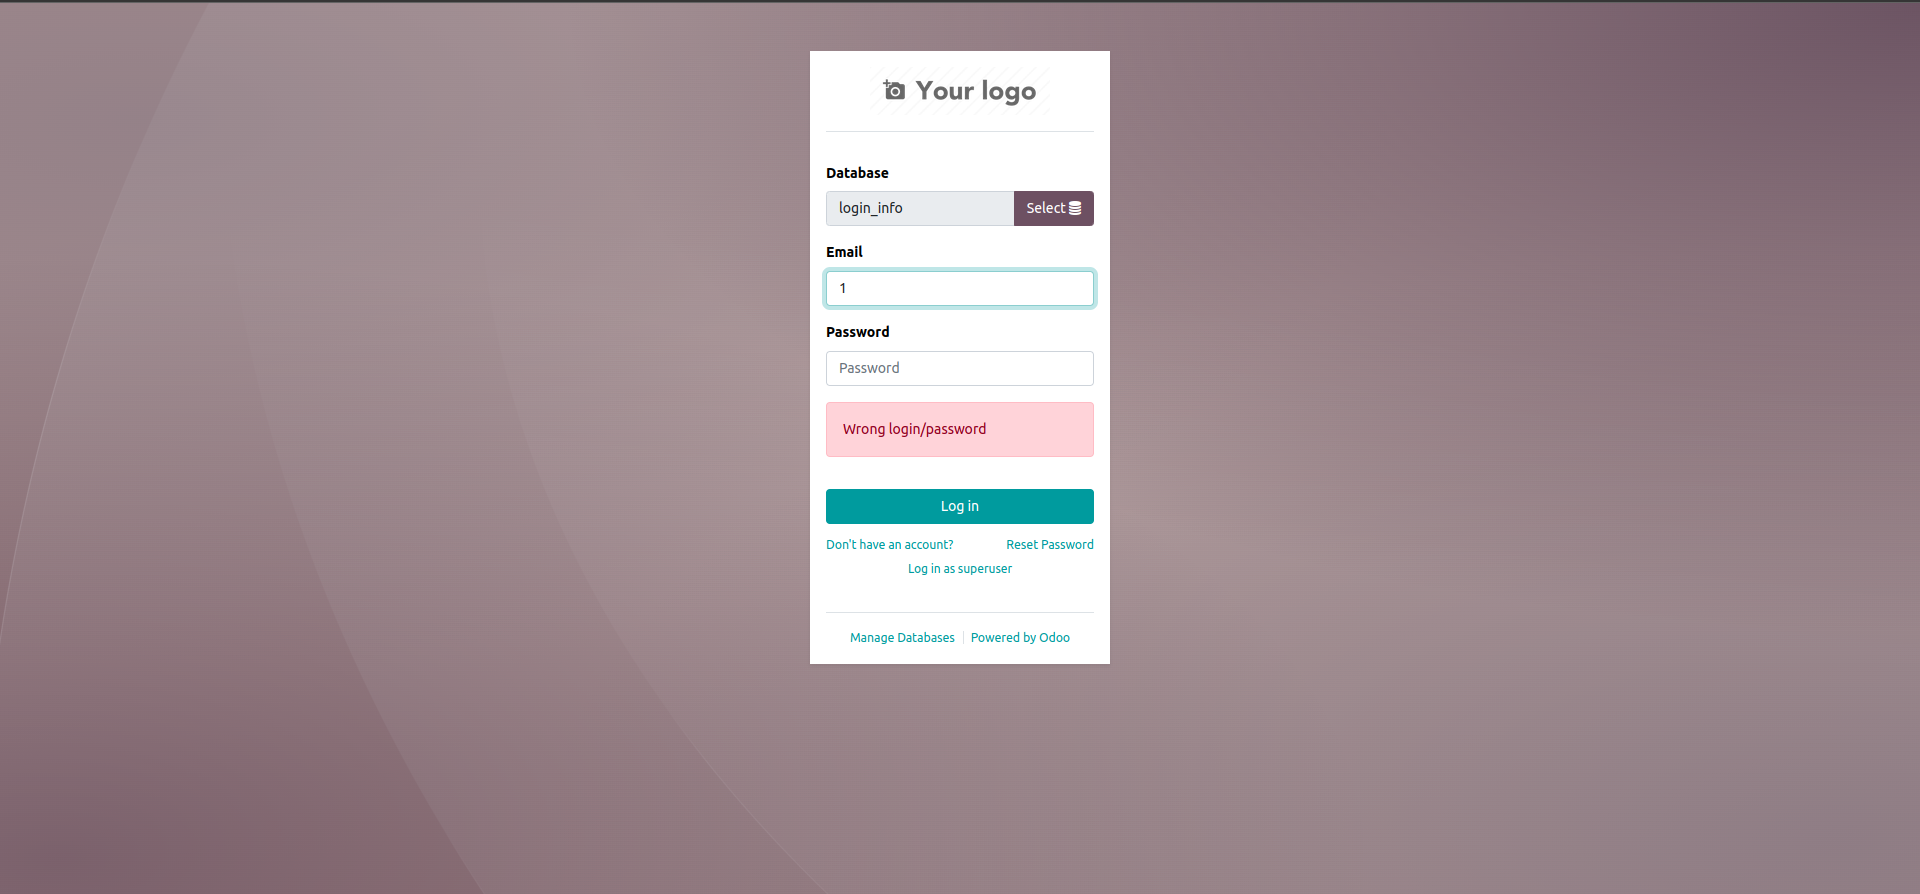 Your logo
Database
login_info Select
Email
1
Password
Password
Wrong login/password
Log in
Don't have an account? Reset Password
Log in as superuser
Manage Databases Powered by Odoo